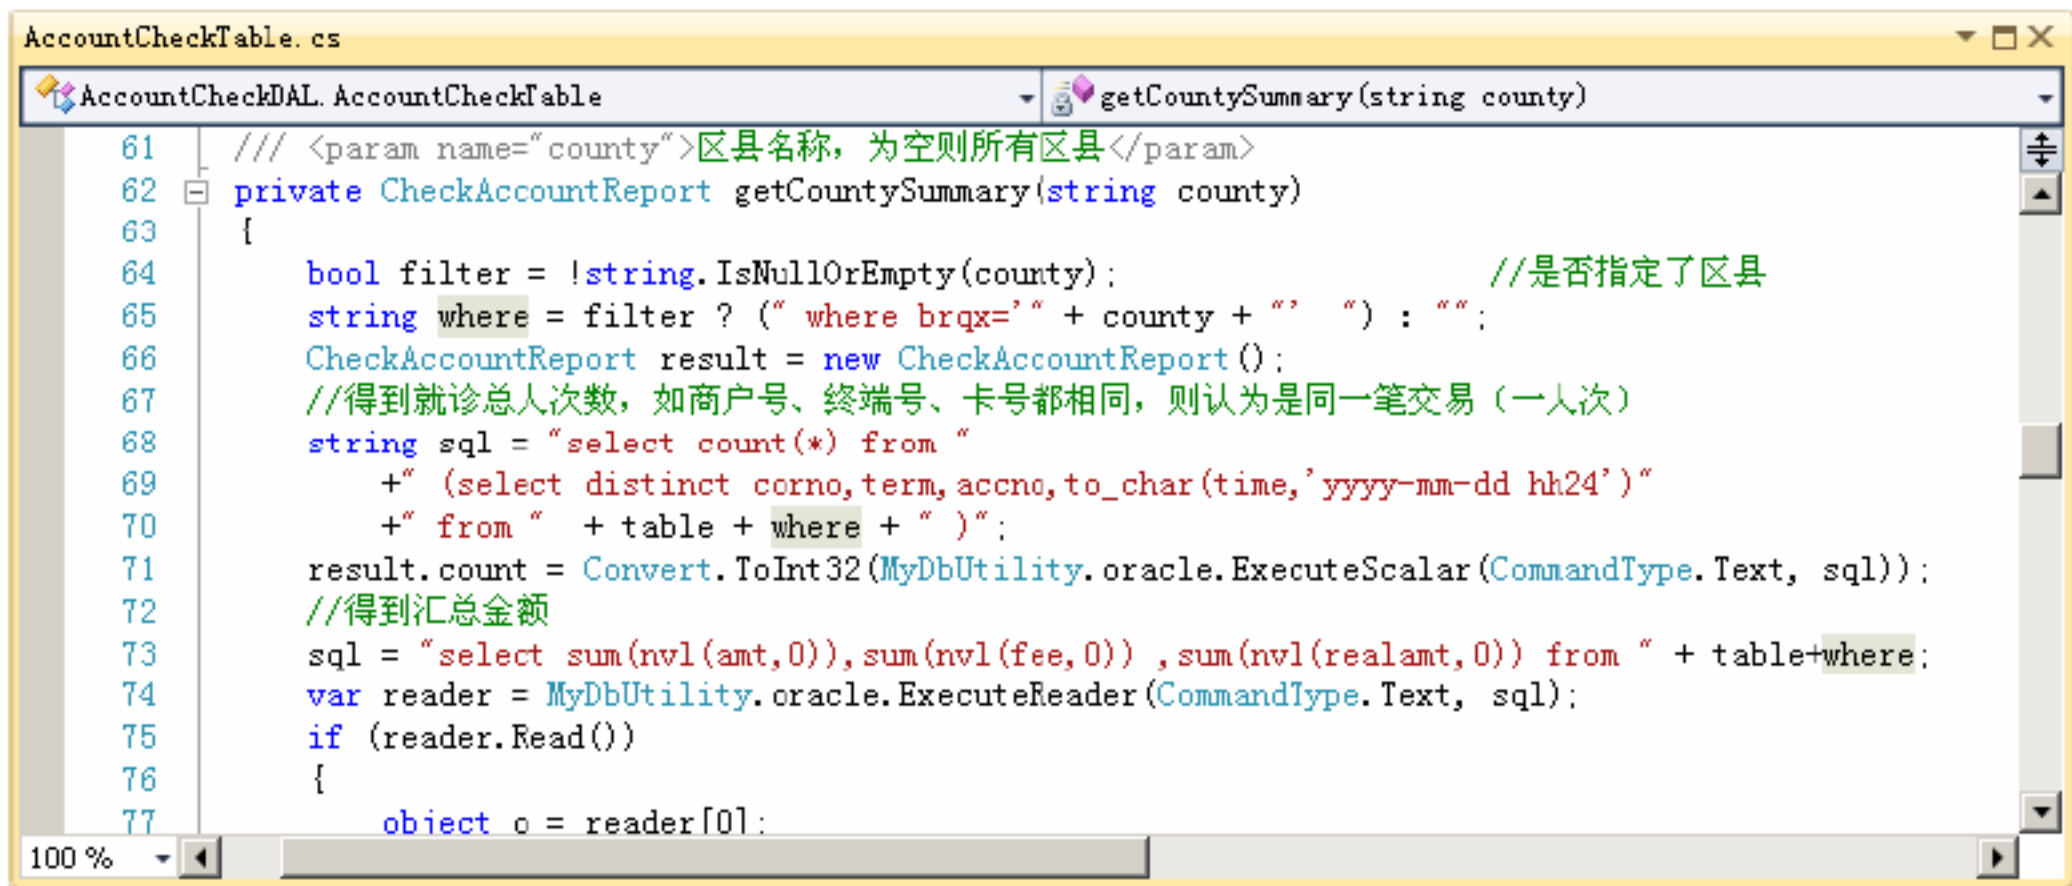 AccountCheckTable.cs
AccountCheckDAL.AccountCheckTable getCountySummary(string county)
61 /// <param name="county">区县名称，为空则所有区县</param>
62 private CheckAccountReport getCountySummary(string county)
63 {
64 bool filter = !string.IsNullOrEmpty(county); //是否指定了区县
65 string where = filter ? (" where brqx='" + county + "'  ") : "";
66 CheckAccountReport result = new CheckAccountReport();
67 //得到就诊总人次数，如商户号、终端号、卡号都相同，则认为是同一笔交易（一人次）
68 string sql = "select count(*) from "
69 +" (select distinct corno,term,accno,to_char(time,'yyyy-mm-dd hh24')"
70 +" from "  + table + where + " )";
71 result.count = Convert.ToInt32(MyDbUtility.oracle.ExecuteScalar(CommandType.Text, sql));
72 //得到汇总金额
73 sql = "select sum(nvl(amt,0)),sum(nvl(fee,0)) ,sum(nvl(realamt,0)) from " + table+where;
74 var reader = MyDbUtility.oracle.ExecuteReader(CommandType.Text, sql);
75 if (reader.Read())
76 {
77 object o = reader[0];
100 %